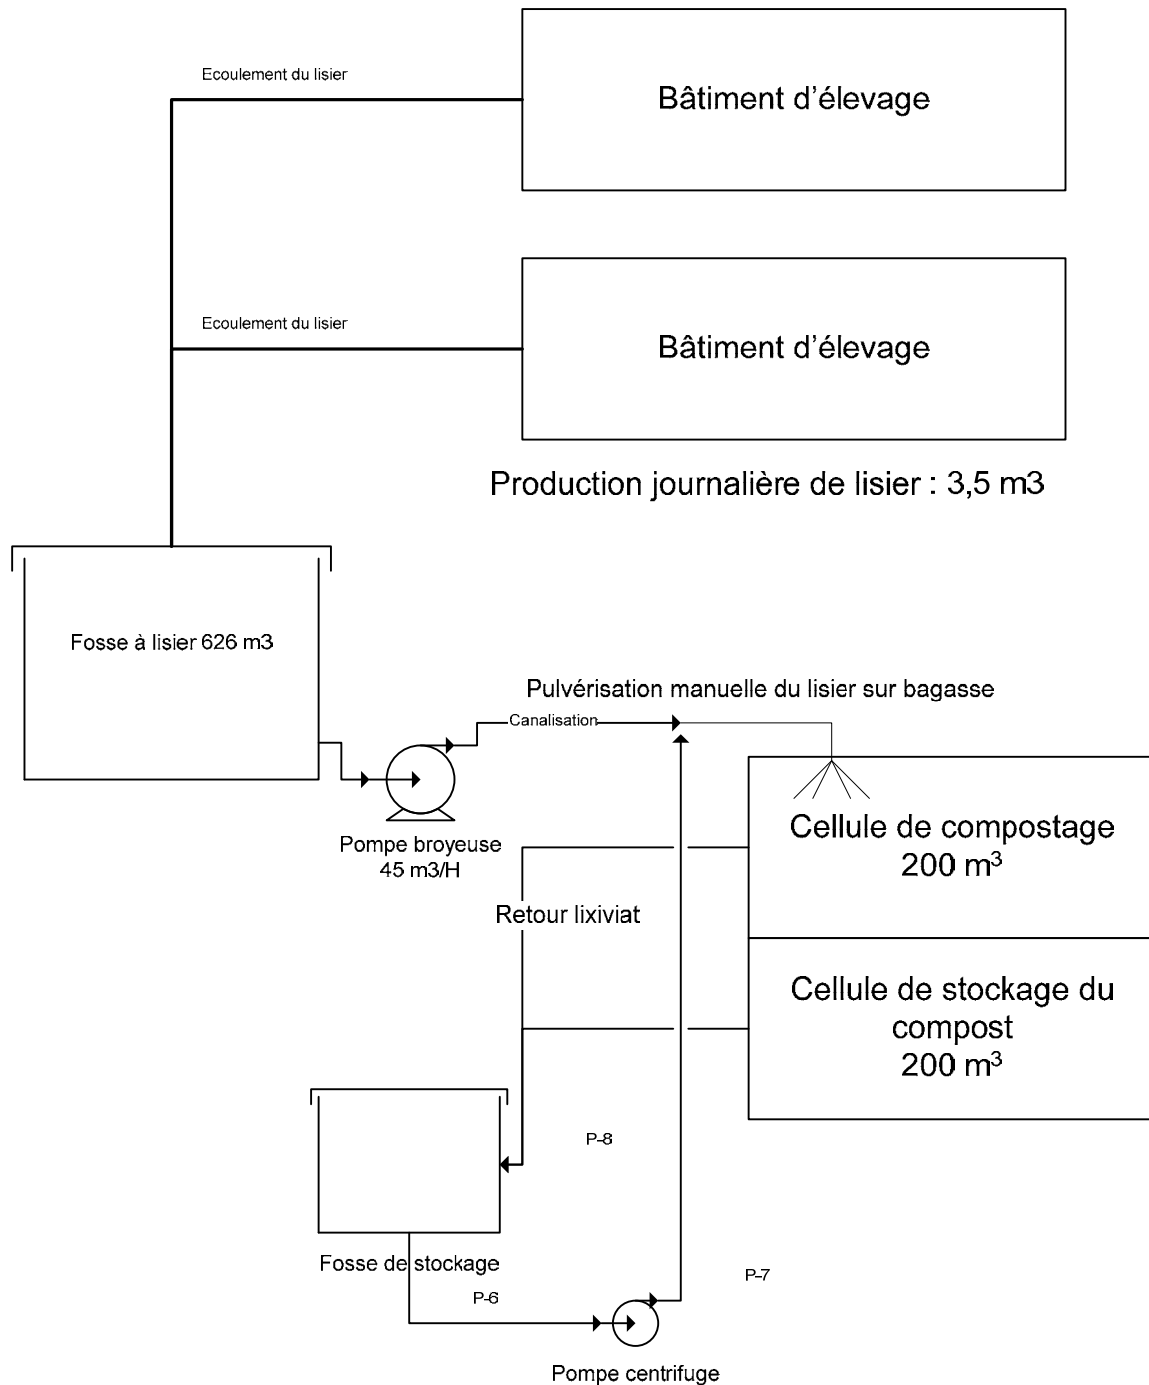 Ecoulement du lisier
Bâtiment d'élevage
Ecoulement du lisier
Bâtiment d'élevage
Production journalière de lisier : 3,5 m3
Fosse à lisier 626 m3
Pulvérisation manuelle du lisier sur bagasse
Canalisation
Pompe broyeuse
45 m3/H
Cellule de compostage
200 m³
Retour lixiviat
Cellule de stockage du
compost
200 m³
P-8
Fosse de stockage
P-6
P-7
Pompe centrifuge